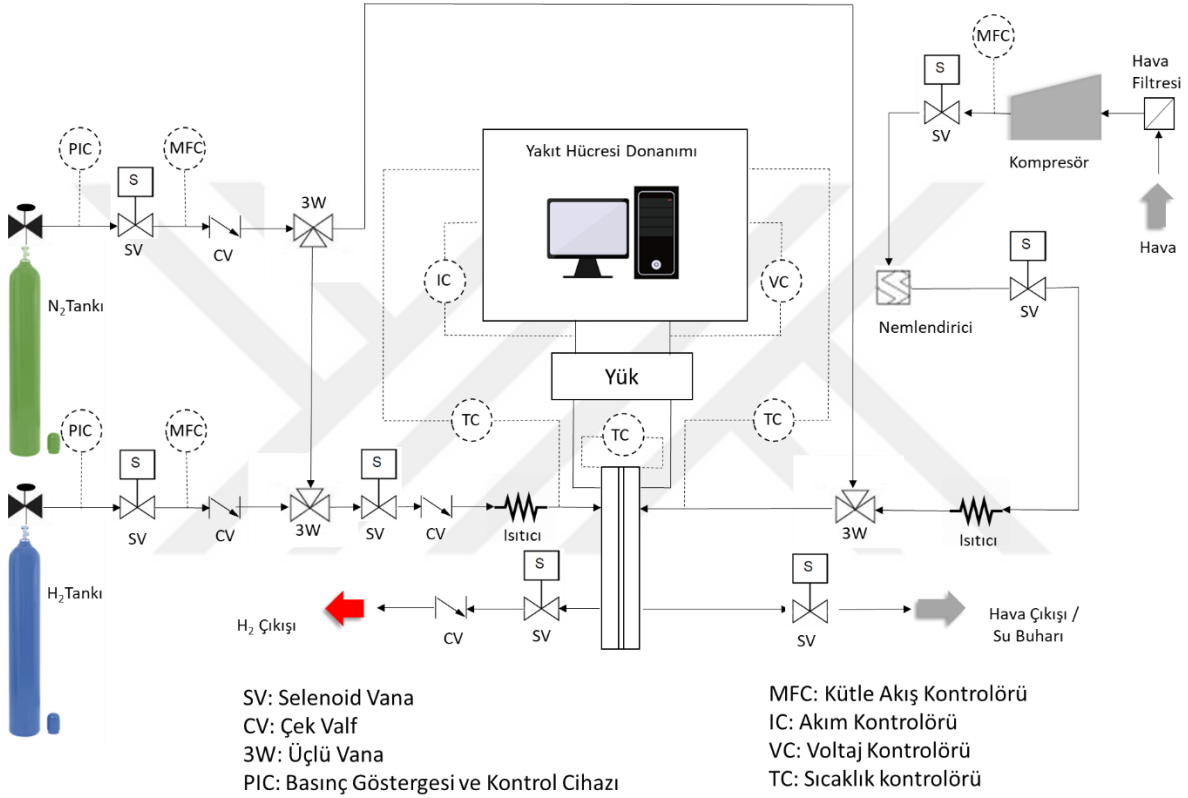 MFC
Hava
Filtresi
S
SV
Kompresör
Hava
Yakıt Hücresi Donanımı
PIC
S
MFC
3W
SV
CV
IC
VC
S
N₂Tankı
Nemlendirici
SV
Yük
TC
TC
TC
PIC
MFC
S
S
SV
CV
3W
SV
CV
Isıtıcı
3W
Isıtıcı
H₂Tankı
S
S
H₂ Çıkışı
CV
SV
SV
Hava Çıkışı /
Su Buharı
SV: Selenoid Vana
CV: Çek Valf
3W: Üçlü Vana
PIC: Basınç Göstergesi ve Kontrol Cihazı
MFC: Kütle Akış Kontrolörü
IC: Akım Kontrolörü
VC: Voltaj Kontrolörü
TC: Sıcaklık kontrolörü